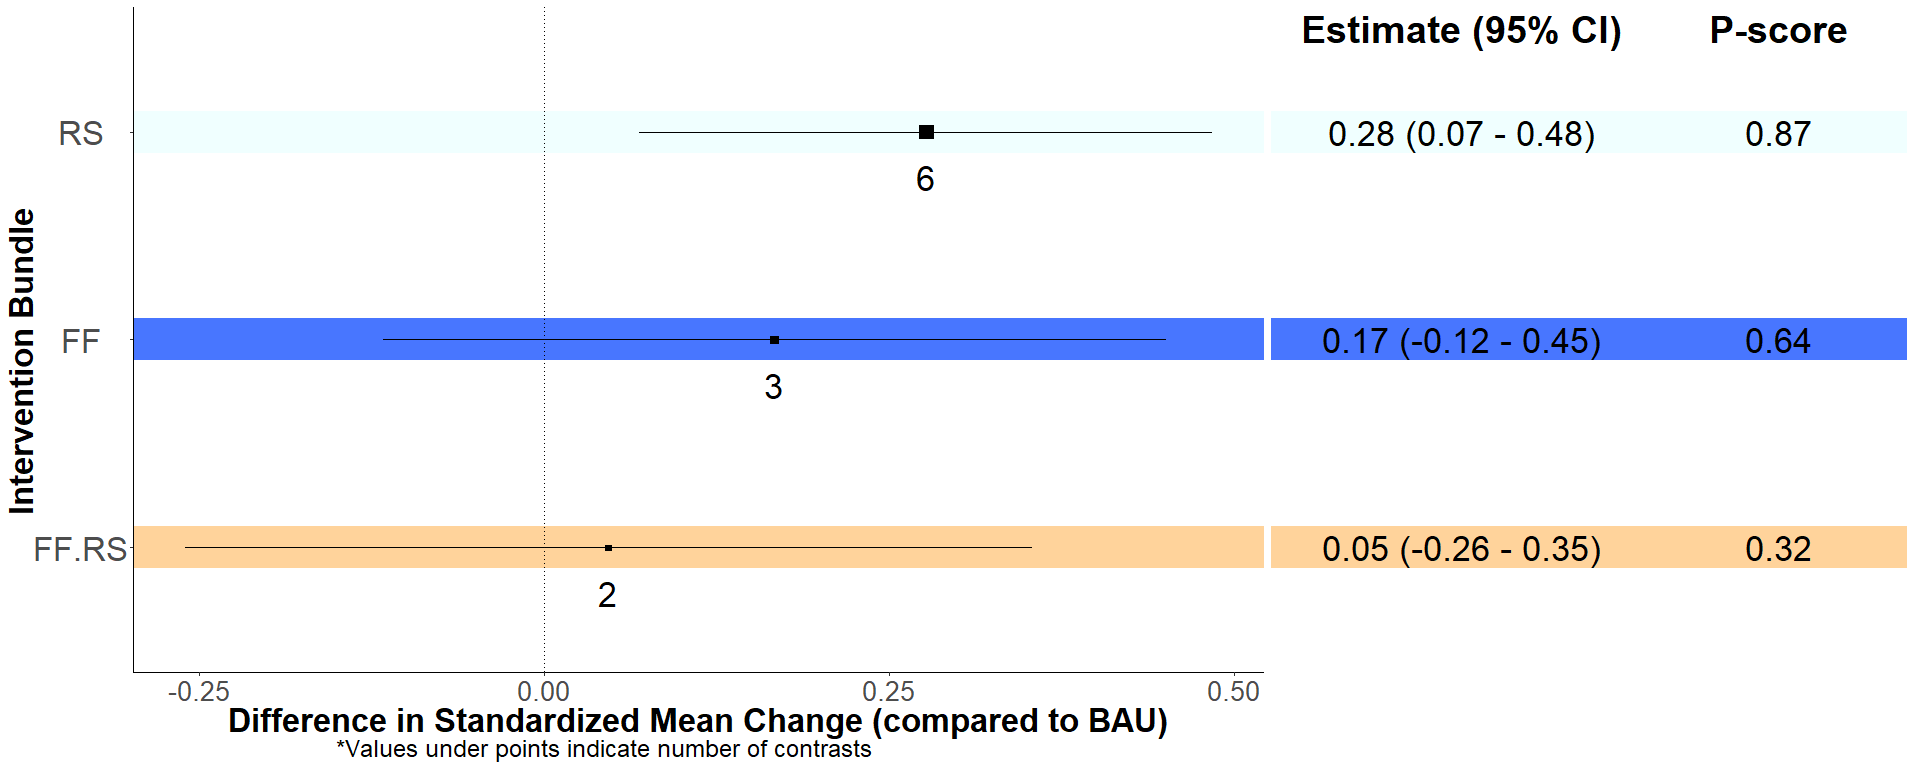 Estimate (95% CI) P-score
RS 0.28 (0.07 - 0.48) 0.87
6
Intervention Bundle
FF 0.17 (-0.12 - 0.45) 0.64
3
FF.RS 0.05 (-0.26 - 0.35) 0.32
2
-0.25 0.00 0.25 0.50
Difference in Standardized Mean Change (compared to BAU)
*Values under points indicate number of contrasts